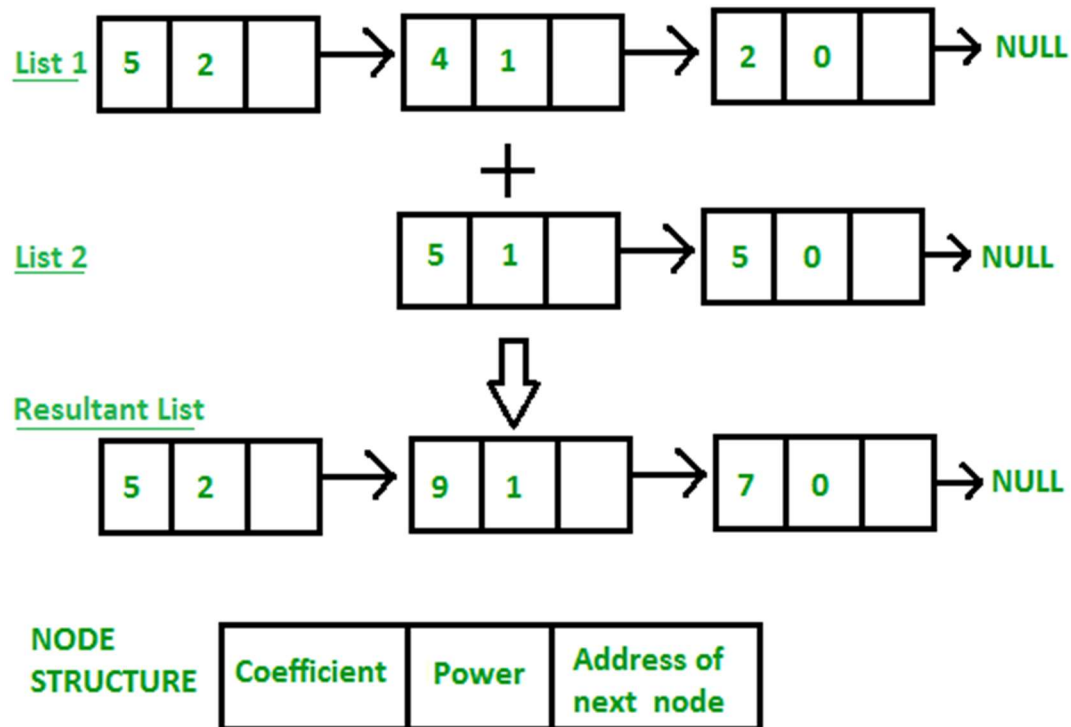 List 1 5 2 4 1 2 0 NULL
+
List 2 5 1 5 0 NULL
Resultant List
5 2 9 1 7 0 NULL
NODE STRUCTURE
Coefficient
Power
Address of
next node